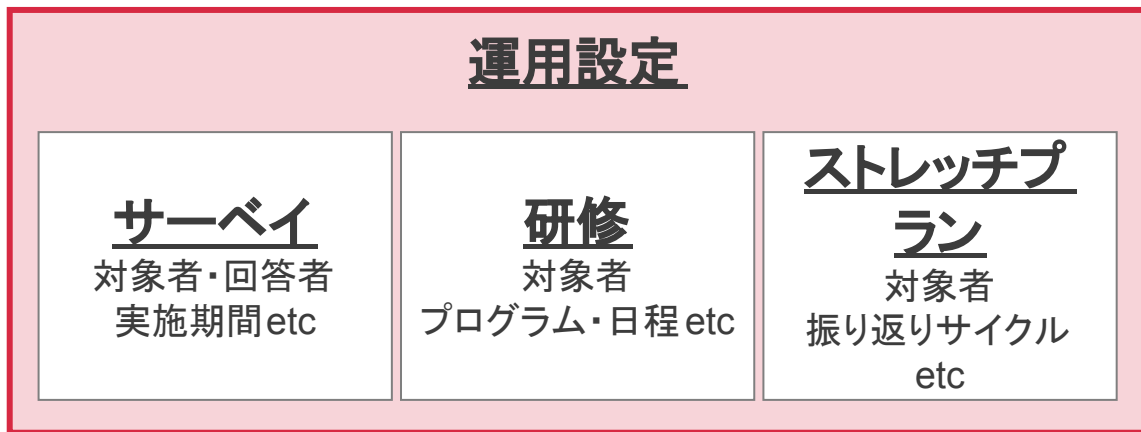 運用設定
サーベイ
対象者・回答者
実施期間etc
研修
対象者
プログラム・日程etc
ストレッチプ
ラン
対象者
振り返りサイクル
etc